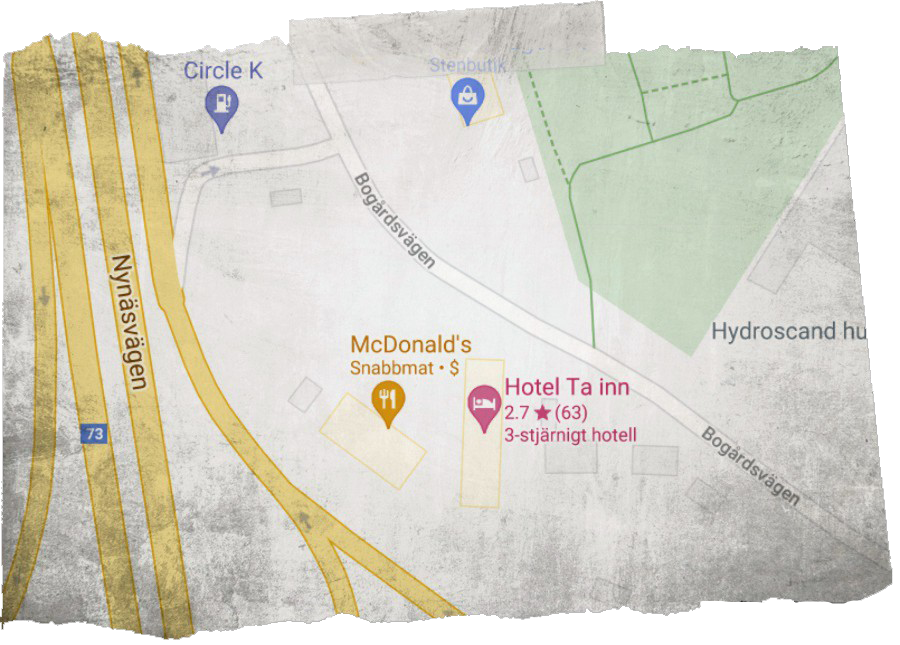 Circle K
Stenbutik
Bogårdsvägen
Nynäsvägen
Hydroscand hu
McDonald's
Snabbmat • $
Hotel Ta inn
2.7 ★ (63)
3-stjärnigt hotell
73
Bogårdsvägen